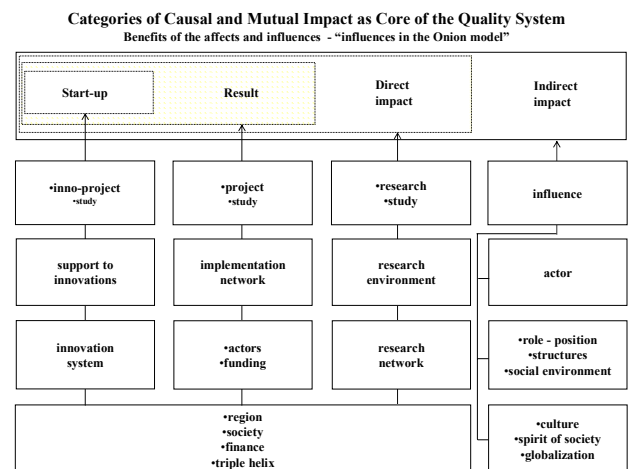 Categories of Causal and Mutual Impact as Core of the Quality System
Benefits of the affects and influences - “influences in the Onion model”
Start-up
Result
Direct
impact
Indirect
impact
•inno-project
•study
•project
•study
•research
•study
influence
support to
innovations
implementation
network
research
environment
actor
innovation
system
•actors
•funding
research
network
•role - position
•structures
•social environment
•region
•society
•finance
•triple helix
•culture
•spirit of society
•globalization